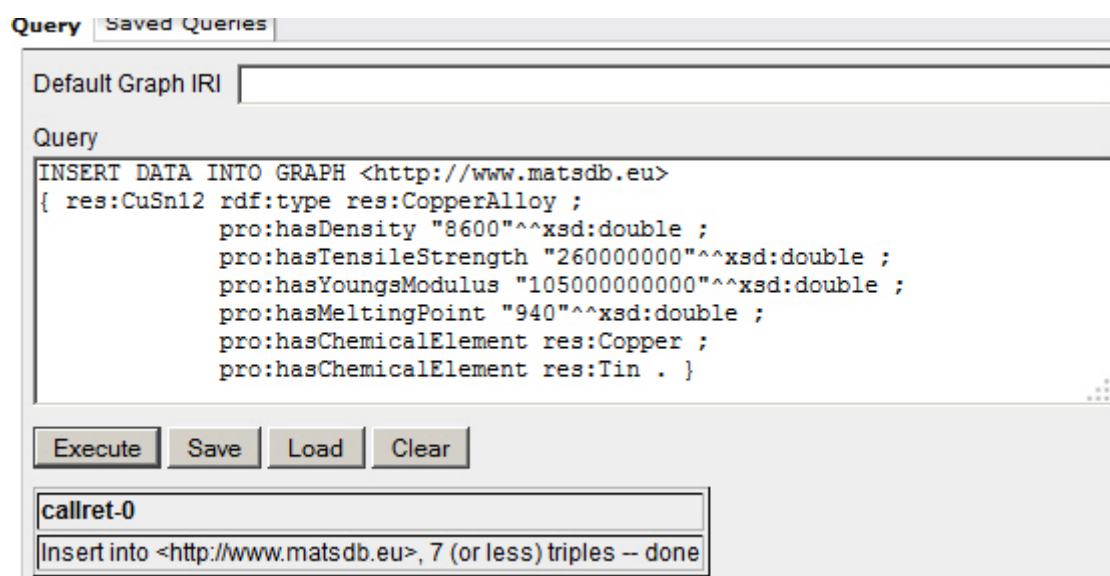 Query Saved Queries
Default Graph IRI
Query
INSERT DATA INTO GRAPH <http://www.matsdb.eu>
{ res:CuSn12 rdf:type res:CopperAlloy ;
pro:hasDensity "8600"^^xsd:double ;
pro:hasTensileStrength "260000000"^^xsd:double ;
pro:hasYoungsModulus "105000000000"^^xsd:double ;
pro:hasMeltingPoint "940"^^xsd:double ;
pro:hasChemicalElement res:Copper ;
pro:hasChemicalElement res:Tin . }
Execute Save Load Clear
callret-0
Insert into <http://www.matsdb.eu>, 7 (or less) triples -- done